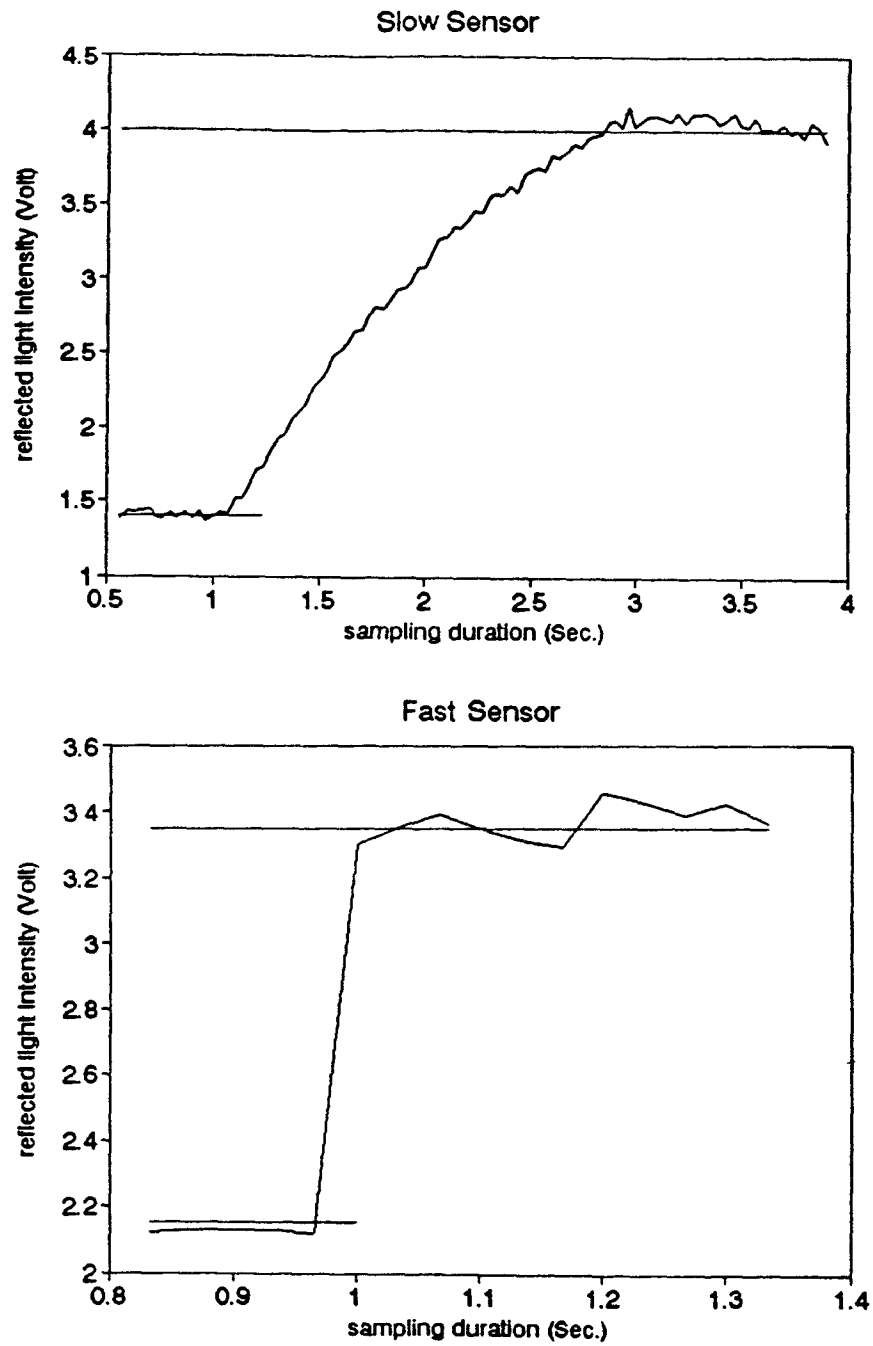 Slow Sensor
4.5
4
3.5
3
2.5
2
1.5
1
reflected light Intensity (Volt)
0.5 1 1.5 2 2.5 3 3.5 4
sampling duration (Sec.)
Fast Sensor
3.6
3 4
3.2
3
2.8
2.6
2.4
2.2
2
reflected light Intensity (Volt)
0.8 0.9 1 1.1 1.2 1.3 1.4
sampling duration (Sec.)